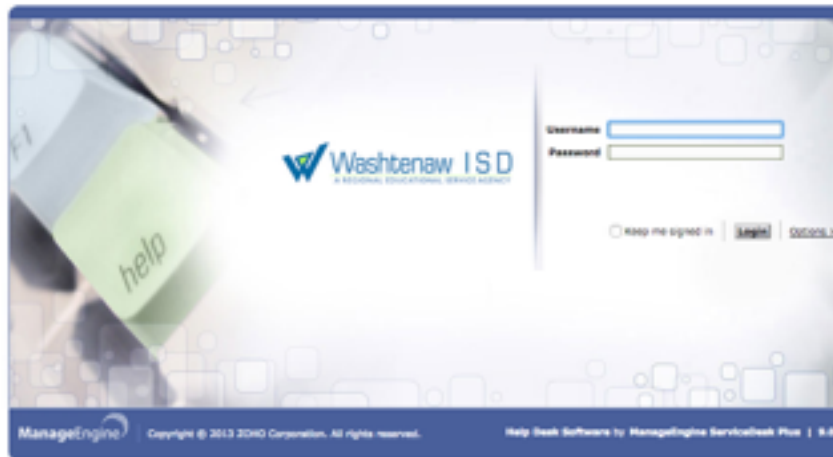 F1
help
Washtenaw ISD
A REGIONAL EDUCATIONAL SERVICE AGENCY
Username
Password
Keep me signed in
Login
Options
ManageEngine
Copyright © 2013 ZOHO Corporation. All rights reserved.
Help Desk Software by ManageEngine ServiceDesk Plus |